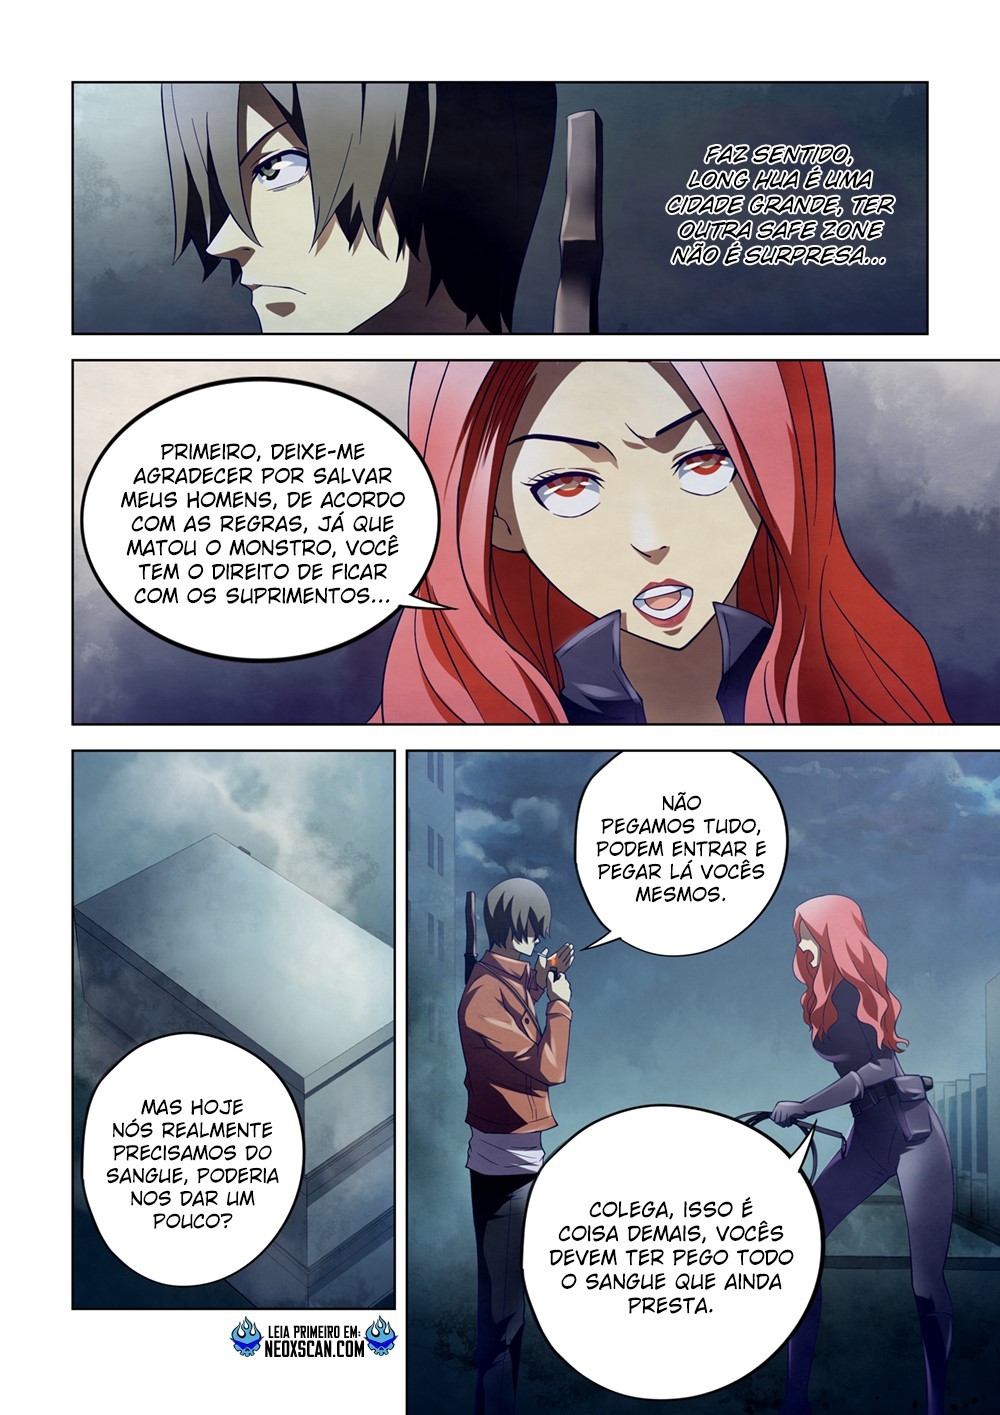 FAZ SENTIDO,
LONG HUA É UMA
CIDADE GRANDE, TER
OUTRA SAFE ZONE
NÃO É SURPRESA...
PRIMEIRO, DEIXE-ME
AGRADECER POR SALVAR
MEUS HOMENS, DE ACORDO
COM AS REGRAS, JÁ QUE
MATOU O MONSTRO, VOCÊ
TEM O DIREITO DE FICAR
COM OS SUPRIMENTOS...
MAS HOJE
NÓS REALMENTE
PRECISAMOS DO
SANGUE, PODERIA
NOS DAR UM
POUCO?
NÃO
PEGAMOS TUDO,
PODEM ENTRAR E
PEGAR LÁ VOCÊS
MESMOS.
COLEGA, ISSO É
COISA DEMAIS, VOCÊS
DEVEM TER PEGO TODO
O SANGUE QUE AINDA
PRESTA.
LEIA PRIMEIRO EM:
NEOXSCAN.COM